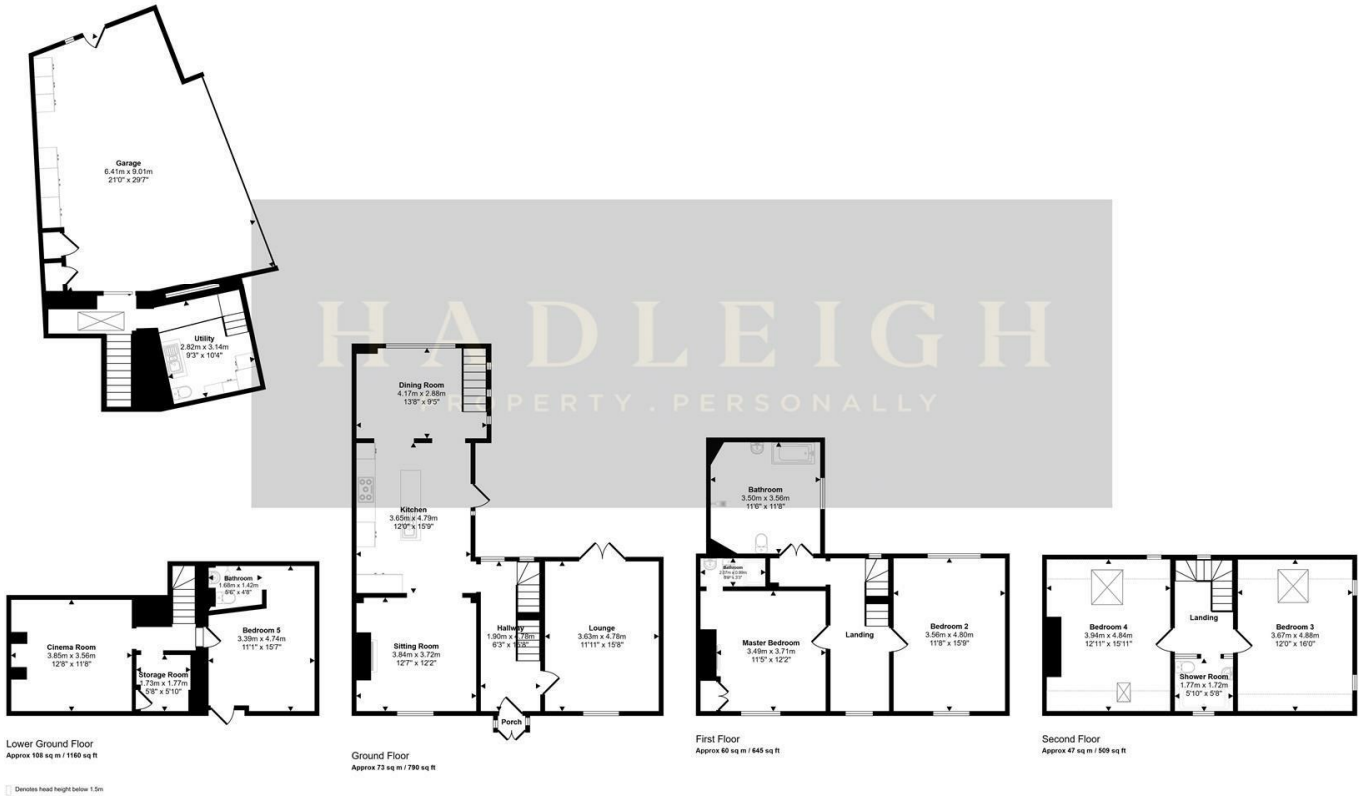 Garage
6.41m x 9.01m
21'0" x 29'7"
Utility
2.82m x 3.14m
9'3" x 10'4"
HADLEIGH
PROPERTY . PERSONALLY
Dining Room
4.17m x 2.88m
13'8" x 9'5"
Kitchen
3.65m x 4.79m
12'0" x 15'9"
Sitting Room
3.84m x 3.72m
12'7" x 12'2"
Hallway
1.90m x 4.78m
6'3" x 15'8"
Lounge
3.63m x 4.78m
11'11" x 15'8"
Porch
Bathroom
3.50m x 3.56m
11'6" x 11'8"
Bathroom
Master Bedroom
3.49m x 3.71m
11'5" x 12'2"
Landing
Bedroom 2
3.56m x 4.80m
11'8" x 15'9"
Bedroom 4
3.94m x 4.84m
12'11" x 15'11"
Landing
Shower Room
1.77m x 1.72m
5'10" x 5'8"
Bedroom 3
3.67m x 4.88m
12'0" x 16'0"
Cinema Room
3.85m x 3.56m
12'8" x 11'8"
Storage Room
1.73m x 1.77m
5'8" x 5'10"
Bathroom
1.68m x 1.42m
5'6" x 4'8"
Bedroom 5
3.39m x 4.74m
11'1" x 15'7"
Lower Ground Floor
Approx 108 sq m / 1160 sq ft
Ground Floor
Approx 73 sq m / 790 sq ft
First Floor
Approx 60 sq m / 645 sq ft
Second Floor
Approx 47 sq m / 509 sq ft
Denotes head height below 1.5m